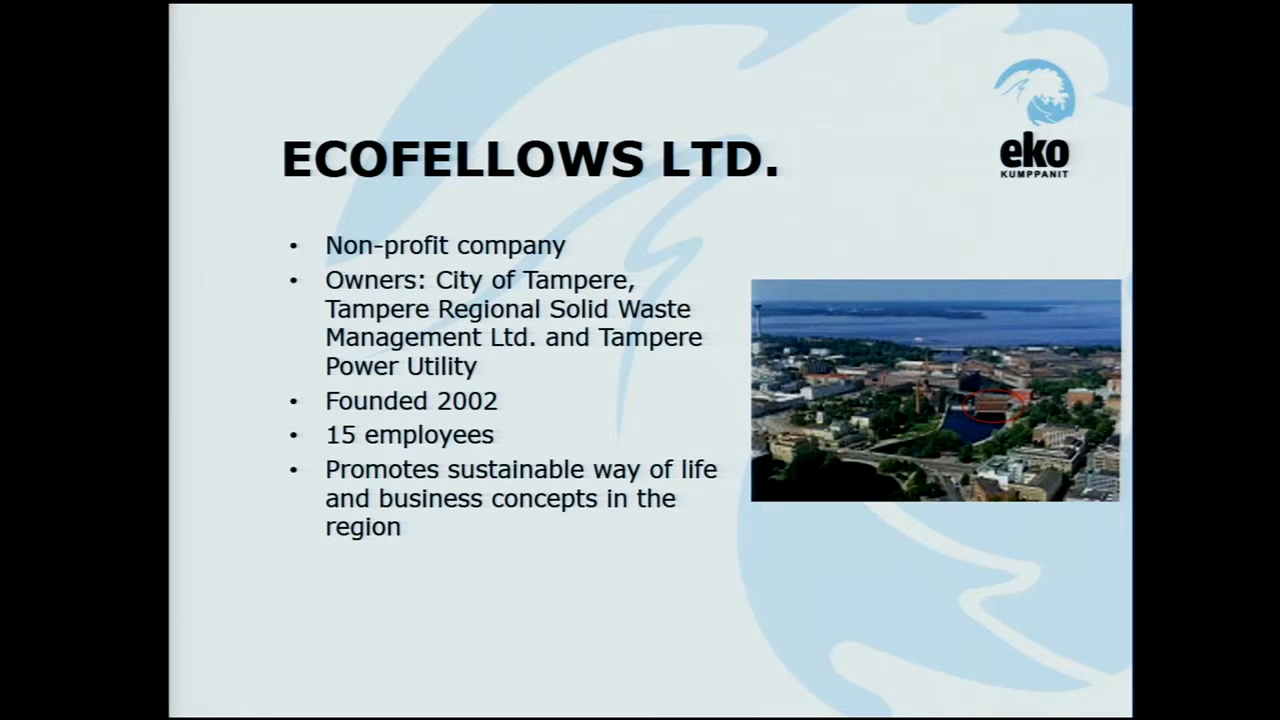 eko
KUMPPANIT
ECOFELLOWS LTD.
• Non-profit company
• Owners: City of Tampere,
Tampere Regional Solid Waste
Management Ltd. and Tampere
Power Utility
• Founded 2002
• 15 employees
• Promotes sustainable way of life
and business concepts in the
region